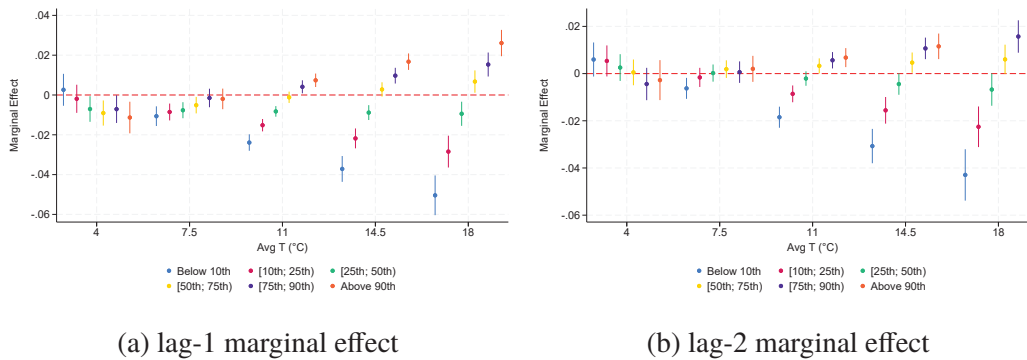 .04
.02
0
-.02
-.04
-.06
Marginal Effect
4 7.5 11 14.5 18
Avg T (°C)
Below 10th [10th; 25th) [25th; 50th)
[50th; 75th) [75th; 90th) Above 90th
(a) lag-1 marginal effect
.02
0
-.02
-.04
-.06
Marginal Effect
4 7.5 11 14.5 18
Avg T (°C)
Below 10th [10th; 25th) [25th; 50th)
[50th; 75th) [75th; 90th) Above 90th
(b) lag-2 marginal effect